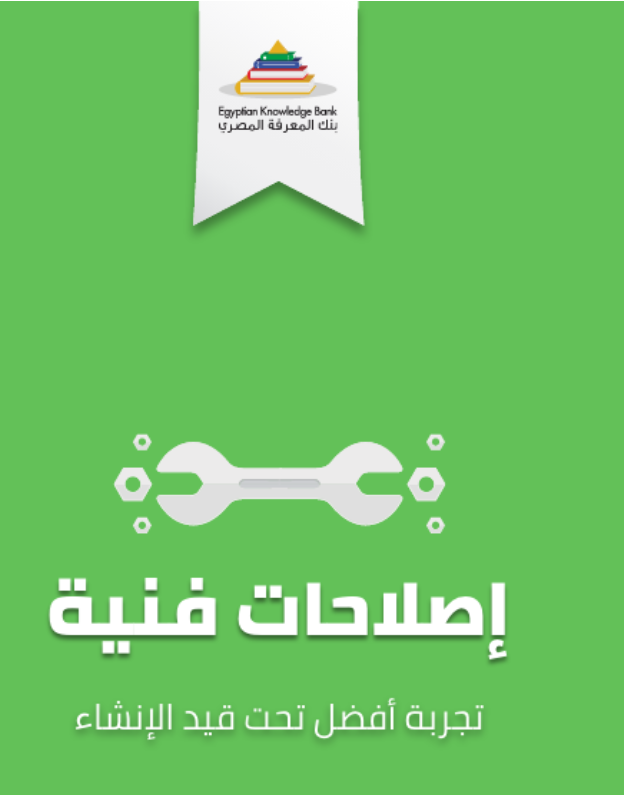 Egyptian Knowledge Bank
بنك المعرفة المصري
إصلاحات فنية
تجربة أفضل تحت قيد الإنشاء